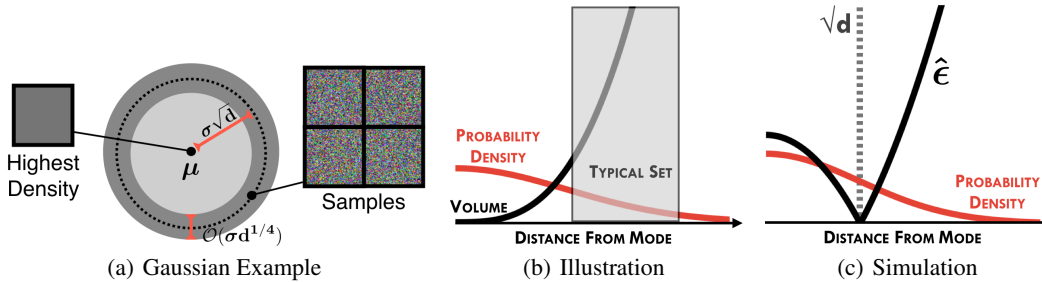 Highest
Density
μ
σ√d
𝒪(σd^{1/4})
Samples
(a) Gaussian Example
PROBABILITY
DENSITY
VOLUME
TYPICAL SET
DISTANCE FROM MODE
(b) Illustration
√d
ε̂
PROBABILITY
DENSITY
DISTANCE FROM MODE
(c) Simulation